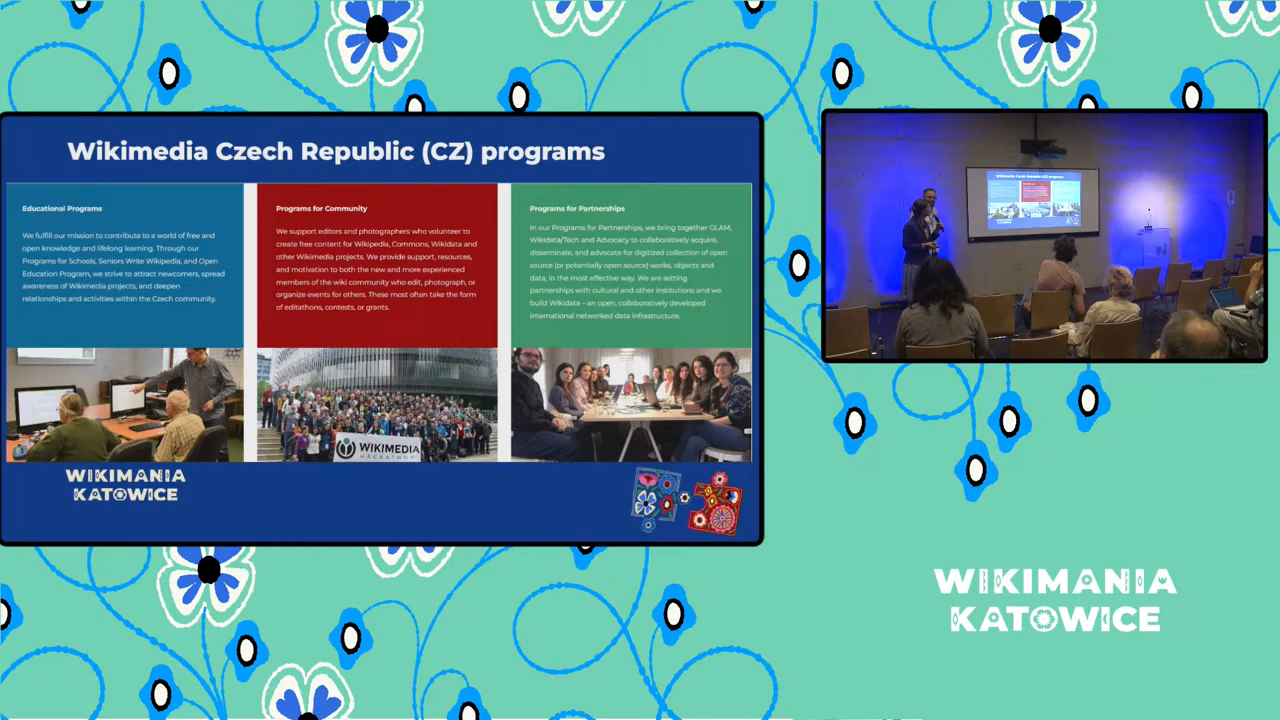 Wikimedia Czech Republic (CZ) programs
Educational Programs
We fulfill our mission to contribute to a world of free and
open knowledge and lifelong learning. Through our
Programs for Schools, Seniors Write Wikipedia, and Open
Education Program, we strive to attract newcomers, spread
awareness of Wikimedia projects, and deepen
relationships and activities within the Czech community.
Programs for Community
We support editors and photographers who volunteer to
create free content for Wikipedia, Commons, Wikidata and
other Wikimedia projects. We provide support, resources,
and motivation to both the new and more experienced
members of the wiki community who edit, photograph, or
organize events for others. These most often take the form
of editathons, contests, or grants.
Programs for Partnerships
In our Programs for Partnerships, we bring together GLAM,
Wikidata/Tech and Advocacy to collaboratively acquire,
disseminate, and advocate for digitized collection of open
source (or potentially open source) works, objects and
data, in the most effective way. We are setting
partnerships with cultural and other institutions and we
build Wikidata – an open, collaboratively developed
international networked data infrastructure.
WIKIMEDIA
HACKATHON
WIKIMANIA
KATOWICE
Wikimedia Czech Republic (CZ) programs
WIKIMANIA
KATOWICE